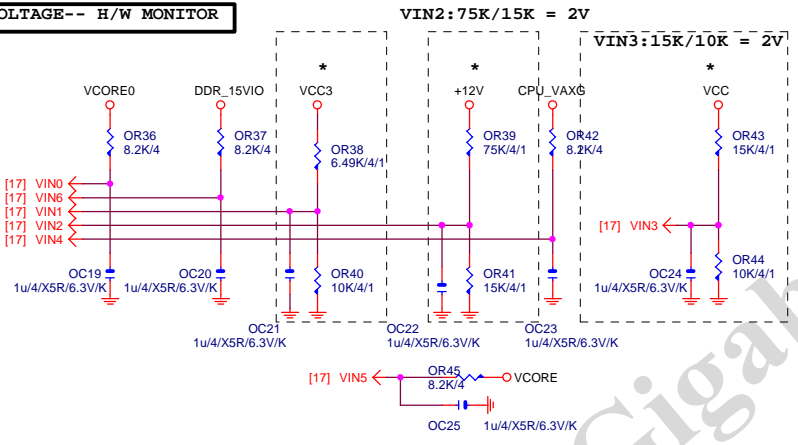 OLTAGE-- H/W MONITOR
VIN2:75K/15K = 2V
VIN3:15K/10K = 2V
*
*
*
VCORE0
DDR_15VIO
VCC3
+12V
CPU_VAXG
VCC
OR36
8.2K/4
OR37
8.2K/4
OR38
6.49K/4/1
OR39
75K/4/1
OR42
8.2K/4
OR43
15K/4/1
[17] VIN0
[17] VIN6
[17] VIN1
[17] VIN2
[17] VIN4
[17] VIN3
OC19
1u/4/X5R/6.3V/K
OC20
1u/4/X5R/6.3V/K
OR40
10K/4/1
OR41
15K/4/1
OC24
1u/4/X5R/6.3V/K
OR44
10K/4/1
OC21
1u/4/X5R/6.3V/K
OC22
1u/4/X5R/6.3V/K
OC23
1u/4/X5R/6.3V/K
[17] VIN5
OR45
8.2K/4
VCORE
OC25
1u/4/X5R/6.3V/K
Gigab